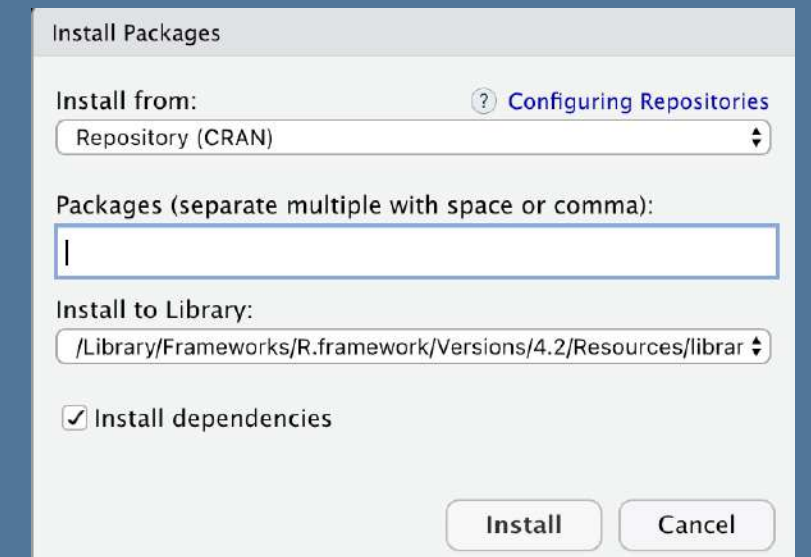 Install Packages
Install from:
? Configuring Repositories
Repository (CRAN)
Packages (separate multiple with space or comma):
Install to Library:
/Library/Frameworks/R.framework/Versions/4.2/Resources/librar
Install dependencies
Install
Cancel